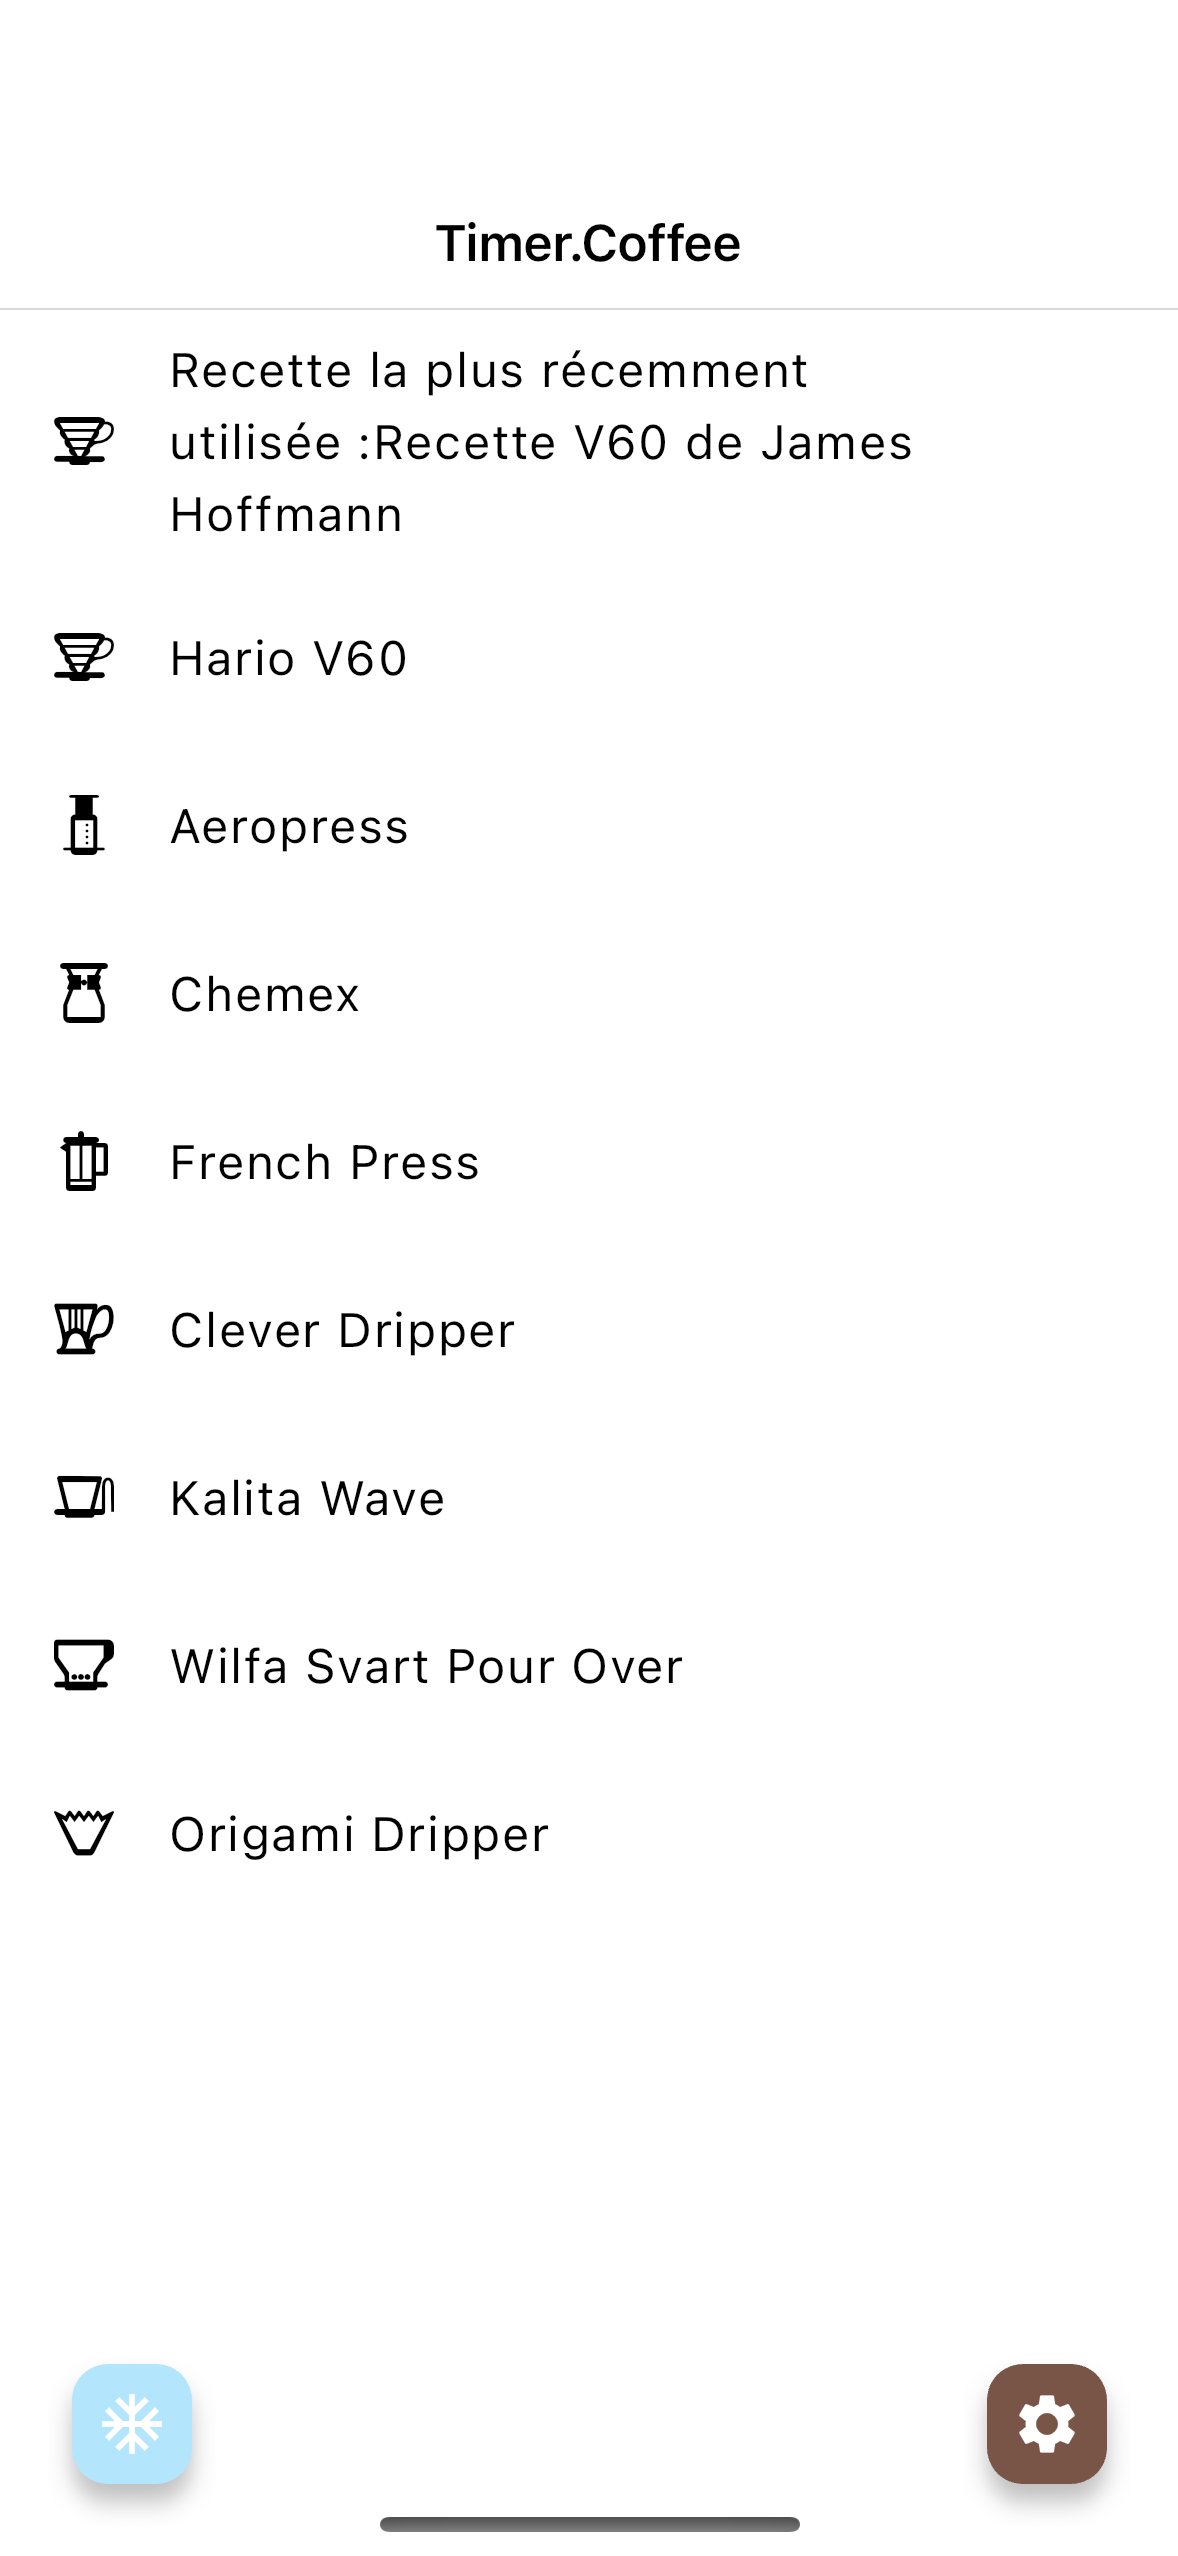 Timer.Coffee
Recette la plus récemment
utilisée :Recette V60 de James
Hoffmann
Hario V60
Aeropress
Chemex
French Press
Clever Dripper
Kalita Wave
Wilfa Svart Pour Over
Origami Dripper